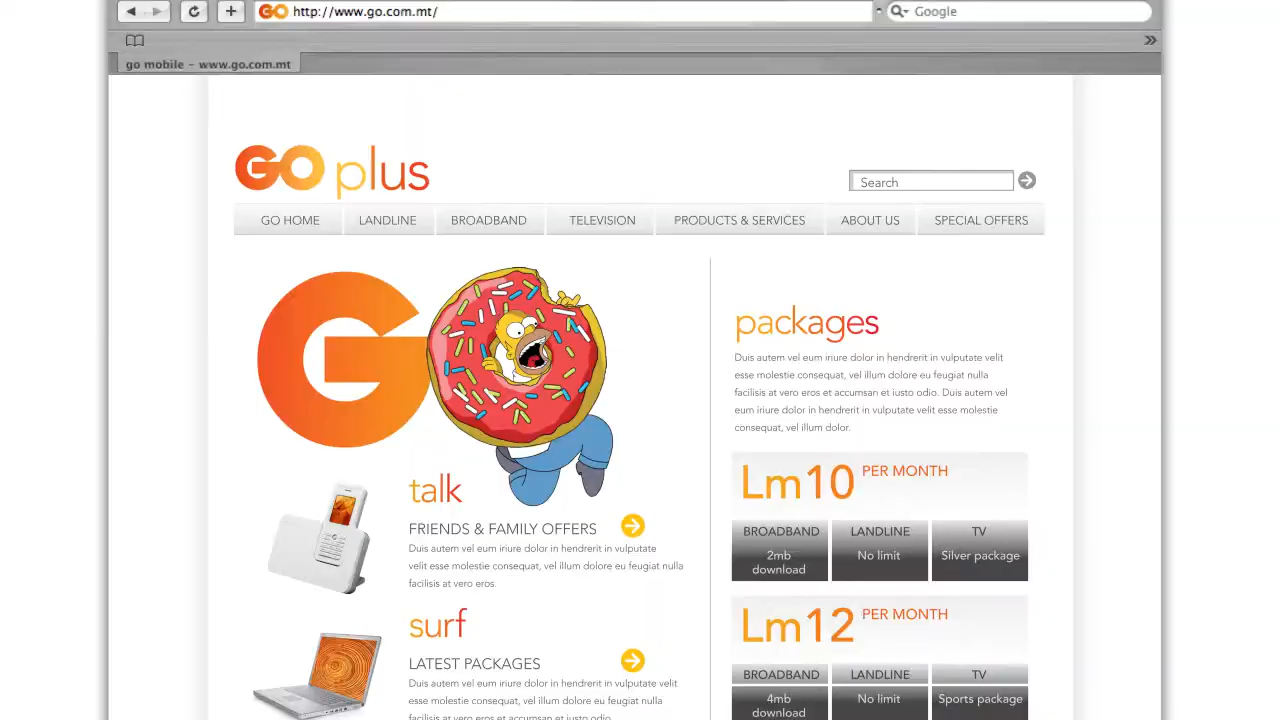 http://www.go.com.mt/
Google
go mobile – www.go.com.mt
GO plus
Search
GO HOME
LANDLINE
BROADBAND
TELEVISION
PRODUCTS & SERVICES
ABOUT US
SPECIAL OFFERS
GO
talk
FRIENDS & FAMILY OFFERS
Duis autem vel eum iriure dolor in hendrerit in vulputate
velit esse molestie consequat, vel illum dolore eu feugiat nulla
facilisis at vero eros.
surf
LATEST PACKAGES
Duis autem vel eum iriure dolor in hendrerit in vulputate velit
esse molestie consequat, vel illum dolore eu feugiat nulla
facilisis at vero eros et accumsan et iusto odio.
packages
Duis autem vel eum iriure dolor in hendrerit in vulputate velit
esse molestie consequat, vel illum dolore eu feugiat nulla
facilisis at vero eros et accumsan et iusto odio. Duis autem vel
eum iriure dolor in hendrerit in vulputate velit esse molestie
consequat, vel illum dolor.
Lm10 PER MONTH
BROADBAND
LANDLINE
TV
2mb
download
No limit
Silver package
Lm12 PER MONTH
BROADBAND
LANDLINE
TV
4mb
download
No limit
Sports package